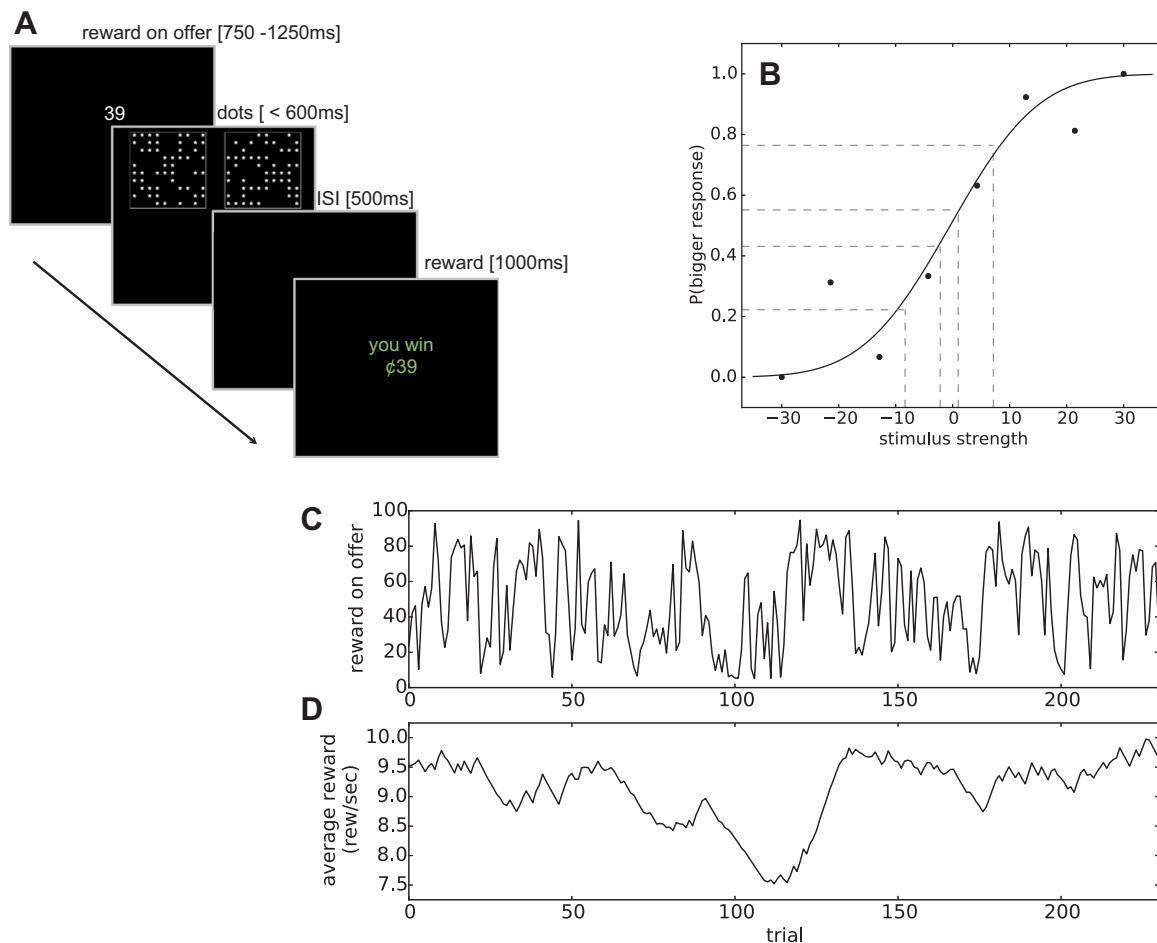 A
reward on offer [750 -1250ms]
39
dots [ < 600ms]
ISI [500ms]
reward [1000ms]
you win
¢39
B
P(bigger response)
1.0
0.8
0.6
0.4
0.2
0.0
−30 −20 −10 0 10 20 30
stimulus strength
C
reward on offer
100
80
60
40
20
0
0 50 100 150 200
D
average reward
(rew/sec)
10.0
9.5
9.0
8.5
8.0
7.5
0 50 100 150 200
trial